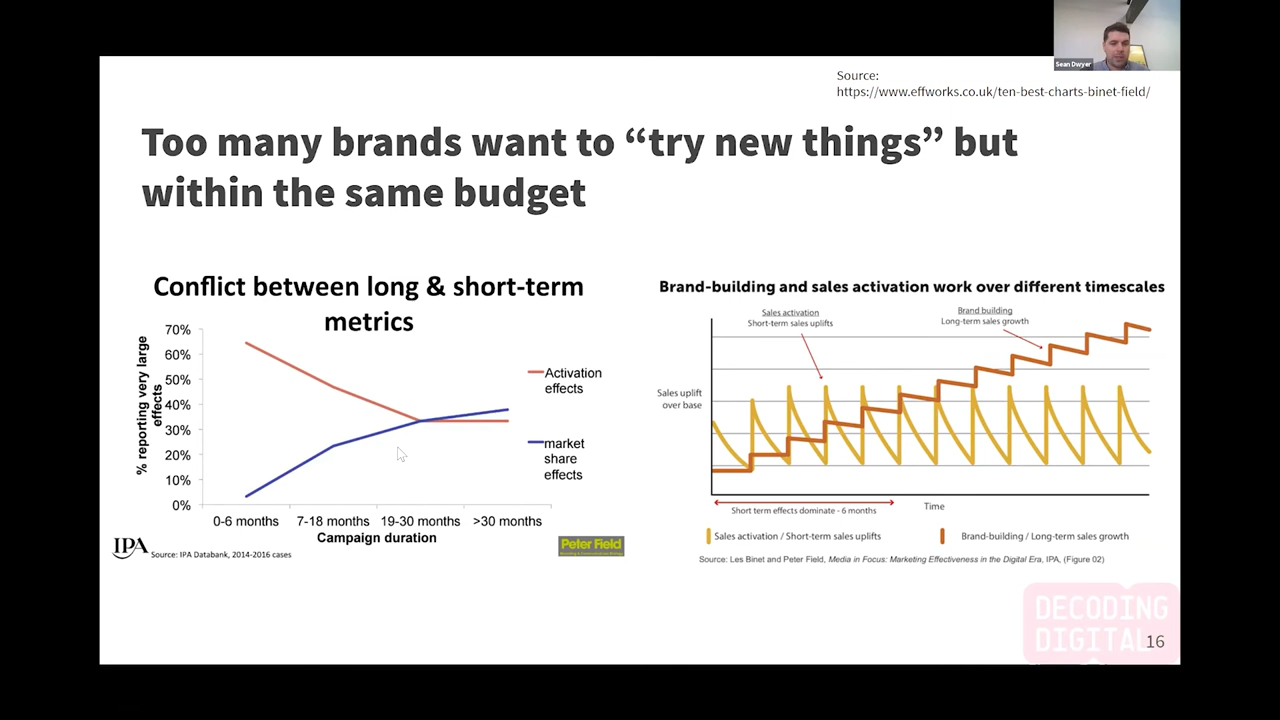 Sean Dwyer
Source:
https://www.effworks.co.uk/ten-best-charts-binet-field/
Too many brands want to “try new things” but
within the same budget
Conflict between long & short-term
metrics
% reporting very large
effects
70%
60%
50%
40%
30%
20%
10%
0%
0-6 months
7-18 months
19-30 months
>30 months
Campaign duration
Activation
effects
market
share
effects
IPA
Source: IPA Databank, 2014-2016 cases
Peter Field
Brand-building and sales activation work over different timescales
Sales activation
Short-term sales uplifts
Brand building
Long-term sales growth
Sales uplift
over base
Short term effects dominate - 6 months
Time
Sales activation / Short-term sales uplifts
Brand-building / Long-term sales growth
Source: Les Binet and Peter Field, Media in Focus: Marketing Effectiveness in the Digital Era, IPA, (Figure 02)
DECODING
DIGITAL
16